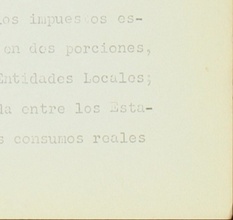 los impuestos es-
en dos porciones,
Entidades Locales;
da entre los Esta-
s consumos reales